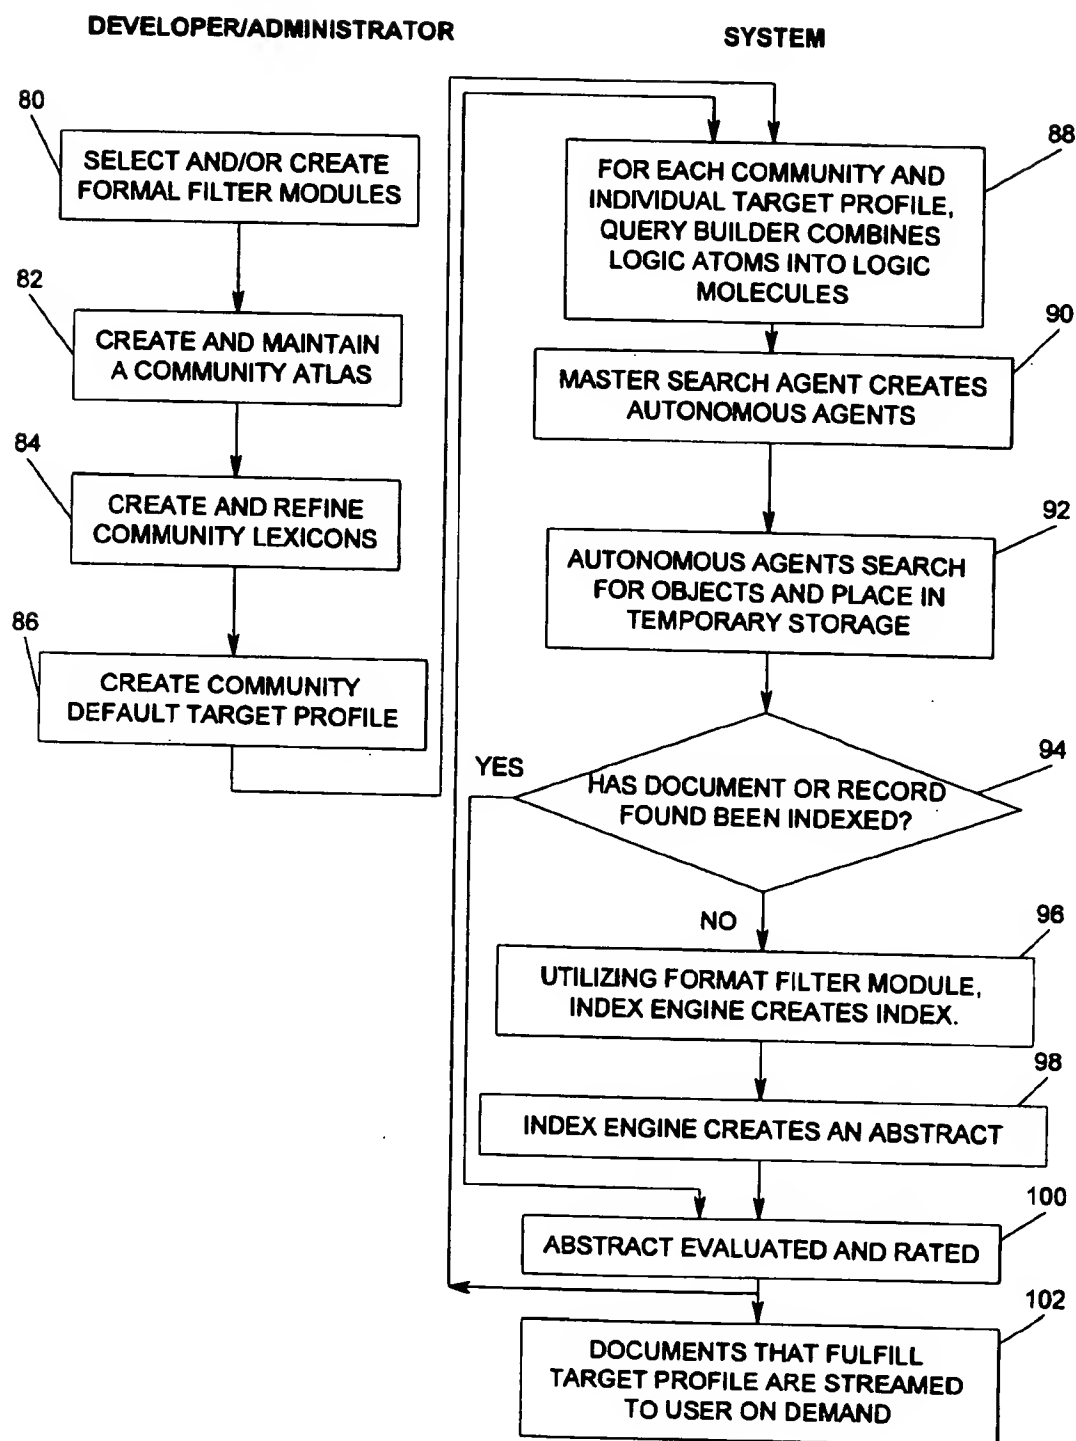 DEVELOPER/ADMINISTRATOR
SYSTEM
80
SELECT AND/OR CREATE
FORMAL FILTER MODULES
82
CREATE AND MAINTAIN
A COMMUNITY ATLAS
84
CREATE AND REFINE
COMMUNITY LEXICONS
86
CREATE COMMUNITY
DEFAULT TARGET PROFILE
88
FOR EACH COMMUNITY AND
INDIVIDUAL TARGET PROFILE,
QUERY BUILDER COMBINES
LOGIC ATOMS INTO LOGIC
MOLECULES
90
MASTER SEARCH AGENT CREATES
AUTONOMOUS AGENTS
92
AUTONOMOUS AGENTS SEARCH
FOR OBJECTS AND PLACE IN
TEMPORARY STORAGE
94
YES
HAS DOCUMENT OR RECORD
FOUND BEEN INDEXED?
NO
96
UTILIZING FORMAT FILTER MODULE,
INDEX ENGINE CREATES INDEX.
98
INDEX ENGINE CREATES AN ABSTRACT
100
ABSTRACT EVALUATED AND RATED
102
DOCUMENTS THAT FULFILL
TARGET PROFILE ARE STREAMED
TO USER ON DEMAND